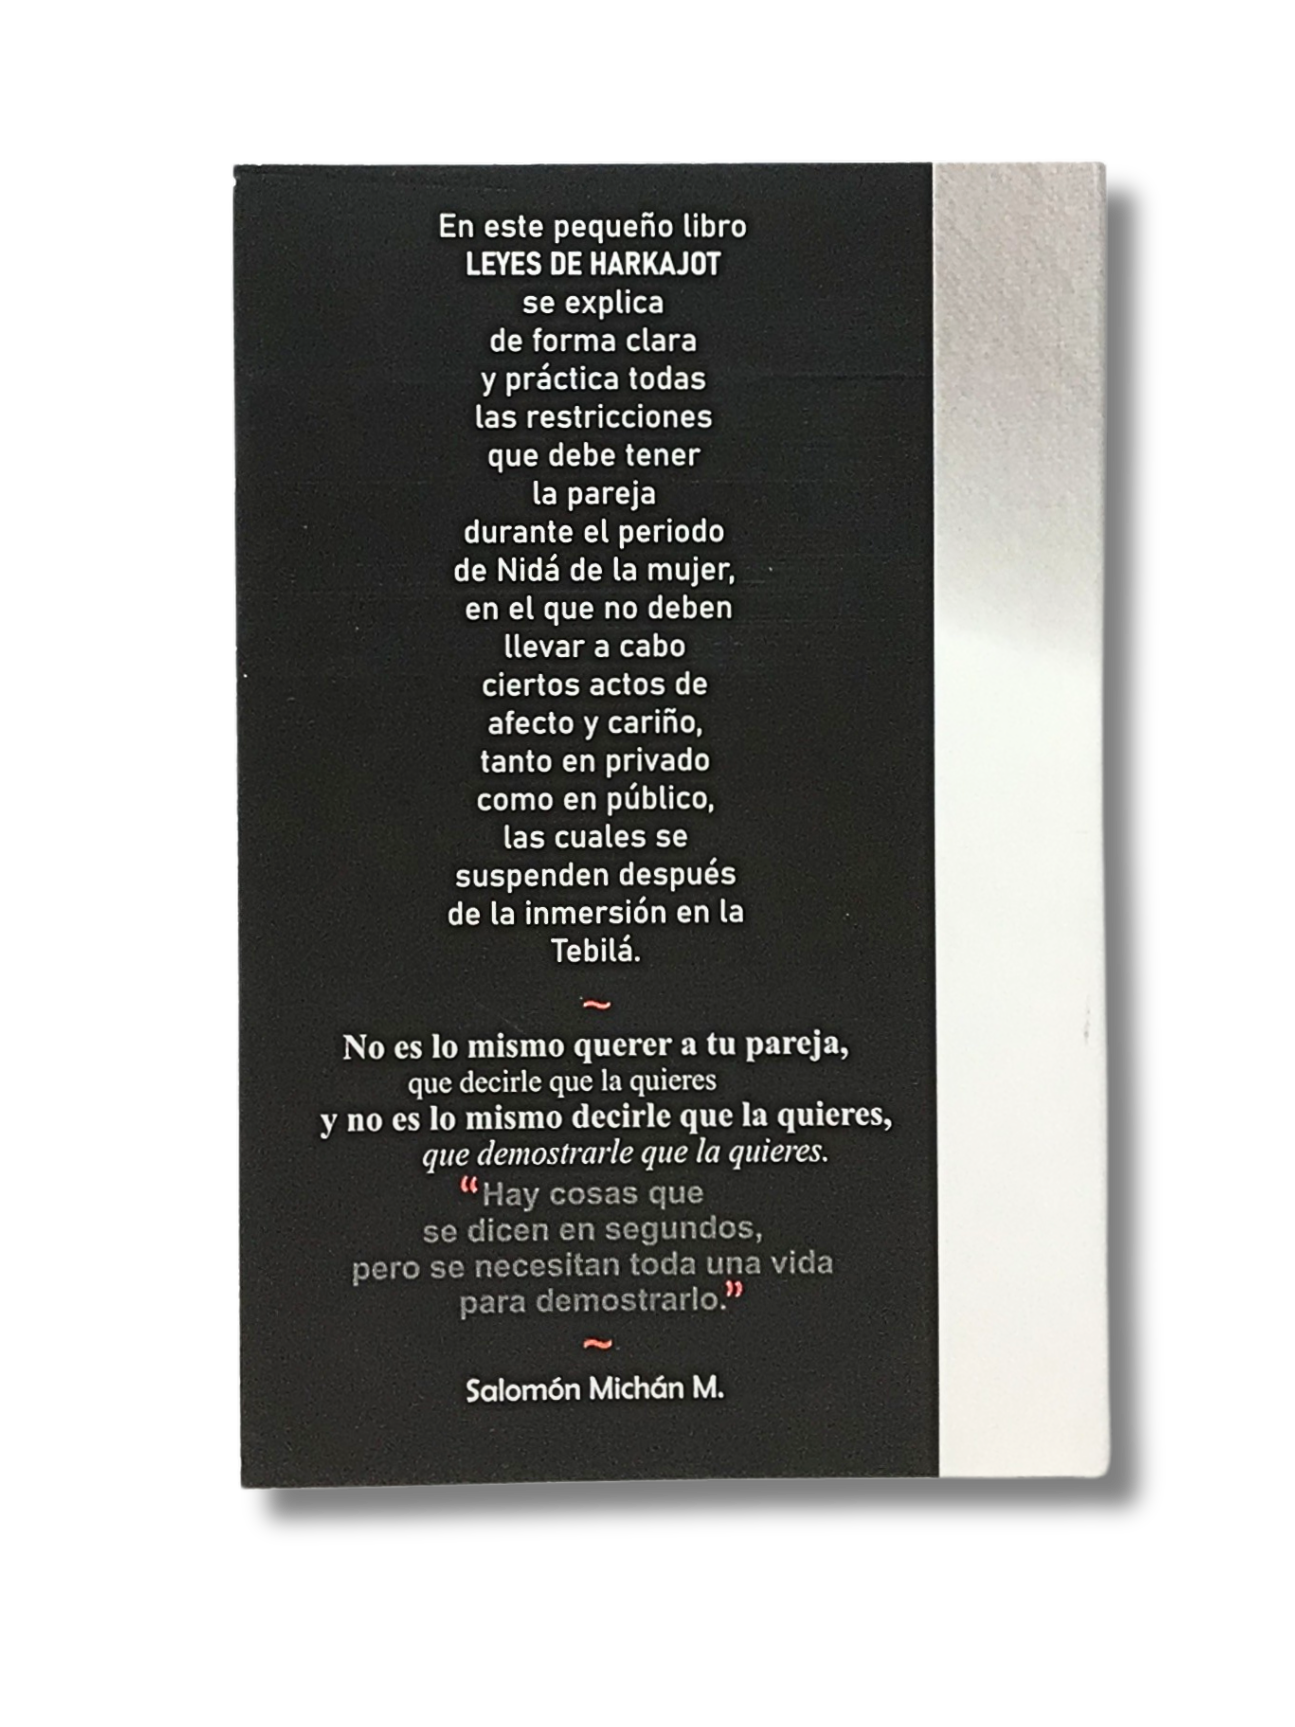 En este pequeño libro
LEYES DE HARKAJOT
se explica
de forma clara
y práctica todas
las restricciones
que debe tener
la pareja
durante el periodo
de Nidá de la mujer,
en el que no deben
llevar a cabo
ciertos actos de
afecto y cariño,
tanto en privado
como en público,
las cuales se
suspenden después
de la inmersión en la
Tebilá.
~
No es lo mismo querer a tu pareja,
que decirle que la quieres
y no es lo mismo decirle que la quieres,
que demostrarle que la quieres.
“Hay cosas que
se dicen en segundos,
pero se necesitan toda una vida
para demostrarlo.”
~
Salomón Michán M.